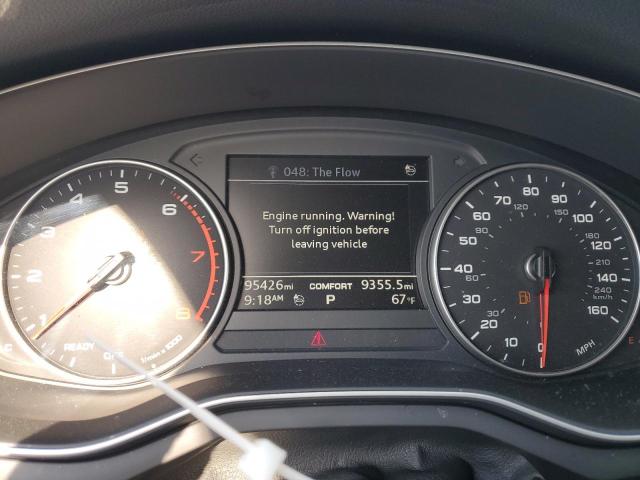 048: The Flow
Engine running. Warning!
Turn off ignition before
leaving vehicle
95426mi COMFORT 9355.5mi
9:18AM P 67°F
1 2 3 4 5 6 7 8
READY
OFF
1/min x 1000
C
0 10 20 30 40 50 60 70 80 90 100 120 140 160
30 60 90 120 150 180 210 240
km/h
MPH
E